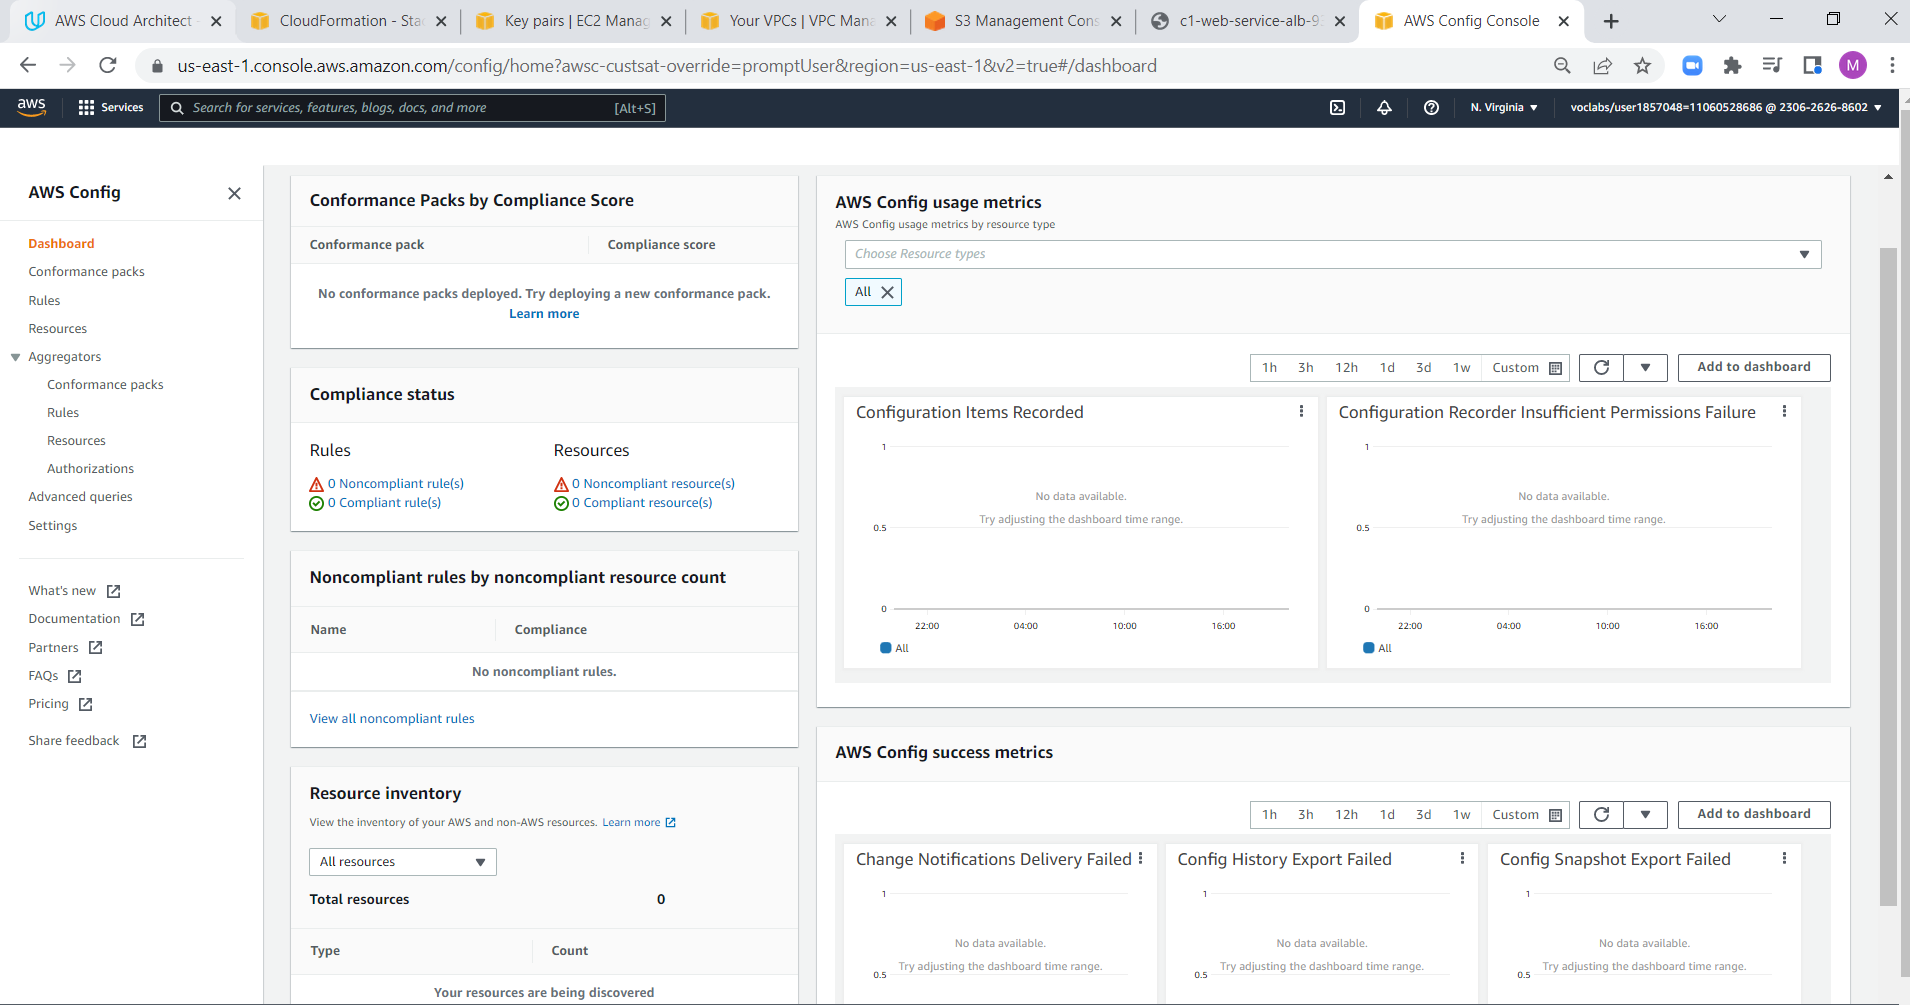 AWS Cloud Architect -
CloudFormation - Stac
Key pairs | EC2 Manag
Your VPCs | VPC Mana
S3 Management Cons
c1-web-service-alb-93
AWS Config Console
us-east-1.console.aws.amazon.com/config/home?awsc-custsat-override=promptUser&region=us-east-1&v2=true#/dashboard
M
aws
Services
Search for services, features, blogs, docs, and more
[Alt+S]
N. Virginia
voclabs/user1857048=11060528686 @ 2306-2626-8602
AWS Config
Dashboard
Conformance packs
Rules
Resources
Aggregators
Conformance packs
Rules
Resources
Authorizations
Advanced queries
Settings
What's new
Documentation
Partners
FAQs
Pricing
Share feedback
Conformance Packs by Compliance Score
Conformance pack
Compliance score
No conformance packs deployed. Try deploying a new conformance pack.
Learn more
Compliance status
Rules
0 Noncompliant rule(s)
0 Compliant rule(s)
Resources
0 Noncompliant resource(s)
0 Compliant resource(s)
Noncompliant rules by noncompliant resource count
Name
Compliance
No noncompliant rules.
View all noncompliant rules
Resource inventory
View the inventory of your AWS and non-AWS resources. Learn more
All resources
Total resources
0
Type
Count
Your resources are being discovered
AWS Config usage metrics
AWS Config usage metrics by resource type
Choose Resource types
All
1h 3h 12h 1d 3d 1w Custom
Add to dashboard
Configuration Items Recorded
1
No data available.
Try adjusting the dashboard time range.
0.5
0
22:00 04:00 10:00 16:00
All
Configuration Recorder Insufficient Permissions Failure
1
No data available.
Try adjusting the dashboard time range.
0.5
0
22:00 04:00 10:00 16:00
All
AWS Config success metrics
1h 3h 12h 1d 3d 1w Custom
Add to dashboard
Change Notifications Delivery Failed
1
No data available.
Try adjusting the dashboard time range.
0.5
Config History Export Failed
1
No data available.
Try adjusting the dashboard time range.
0.5
Config Snapshot Export Failed
1
No data available.
Try adjusting the dashboard time range.
0.5